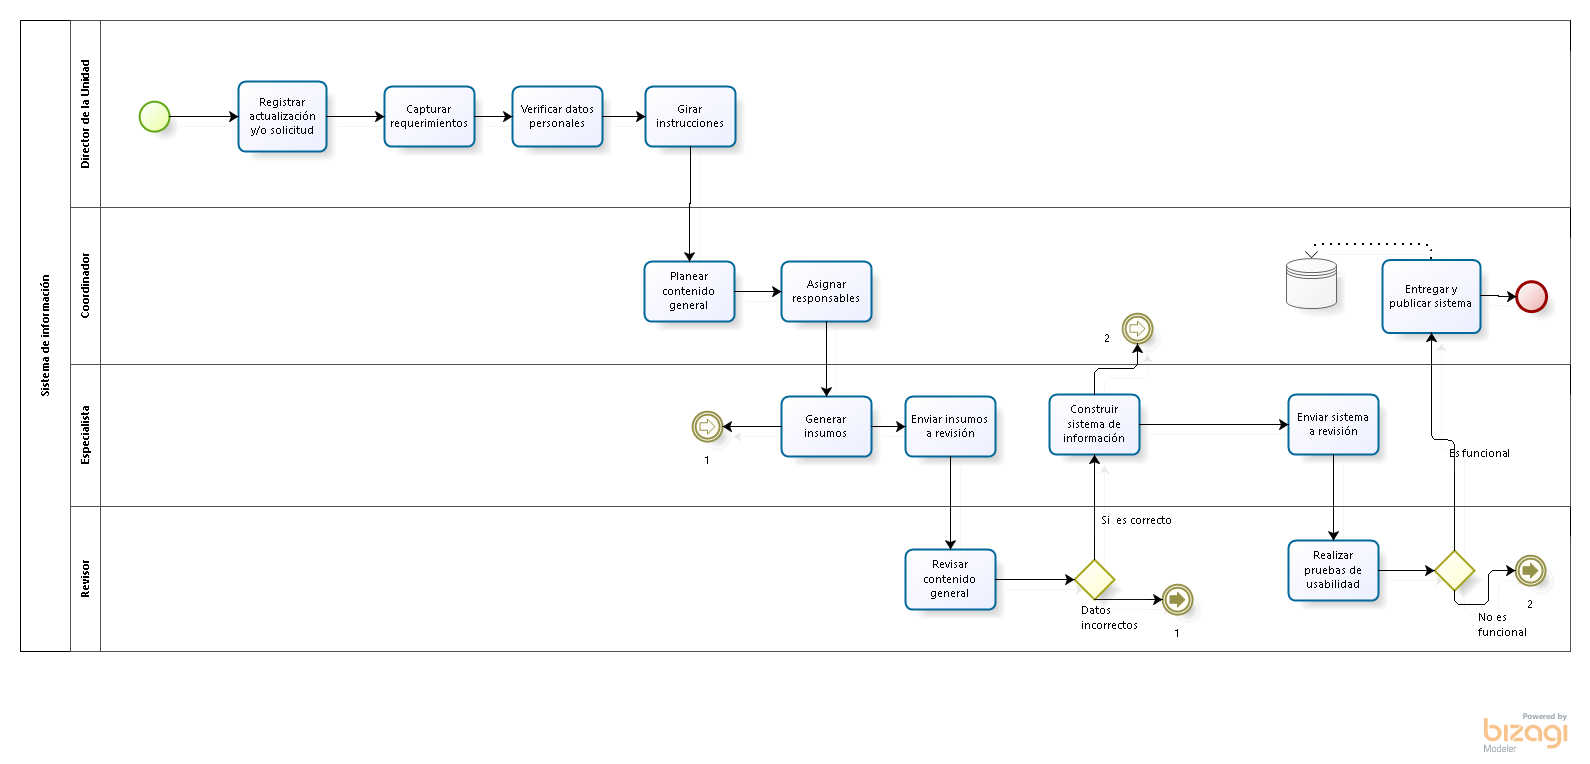 Sistema de información
Director de la Unidad
Registrar
actualización
y/o solicitud
Capturar
requerimientos
Verificar datos
personales
Girar
instrucciones
Coordinador
Planear
contenido
general
Asignar
responsables
2
Entregar y
publicar sistema
Especialista
1
Generar
insumos
Enviar insumos
a revisión
Construir
sistema de
información
Enviar sistema
a revisión
Es funcional
Revisor
Revisar
contenido
general
Si es correcto
Datos
incorrectos
1
Realizar
pruebas de
usabilidad
No es
funcional
2
Powered by
bizagi
Modeler